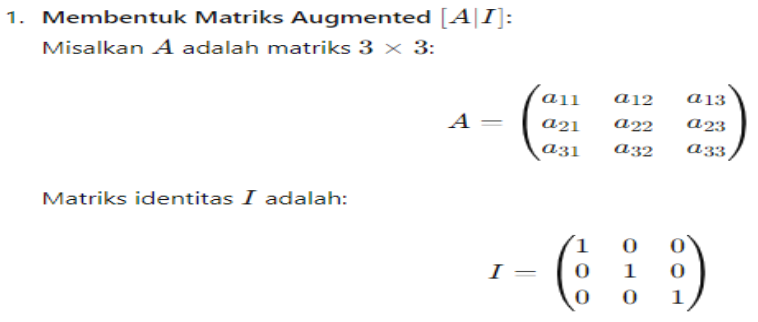 1. Membentuk Matriks Augmented [A|I]:
Misalkan A adalah matriks 3 × 3:
A = 
a11 a12 a13
a21 a22 a23
a31 a32 a33
Matriks identitas I adalah:
I = 
1 0 0
0 1 0
0 0 1